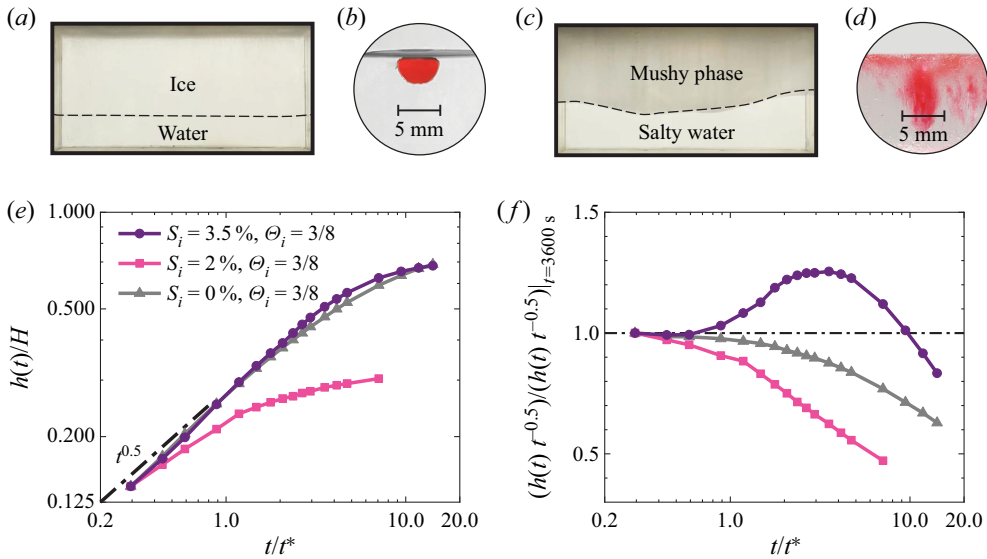 (a)
Ice
Water
(b)
5 mm
(c)
Mushy phase
Salty water
(d)
5 mm
(e)
h(t)/H
1.000
0.500
0.200
0.125
S_i = 3.5 %, Θ_i = 3/8
S_i = 2 %, Θ_i = 3/8
S_i = 0 %, Θ_i = 3/8
t^0.5
0.2
1.0
10.0
20.0
t/t*
(f)
(h(t) t^−0.5)/(h(t) t^−0.5)|_t=3600 s
1.5
1.0
0.5
0.2
1.0
10.0
20.0
t/t*